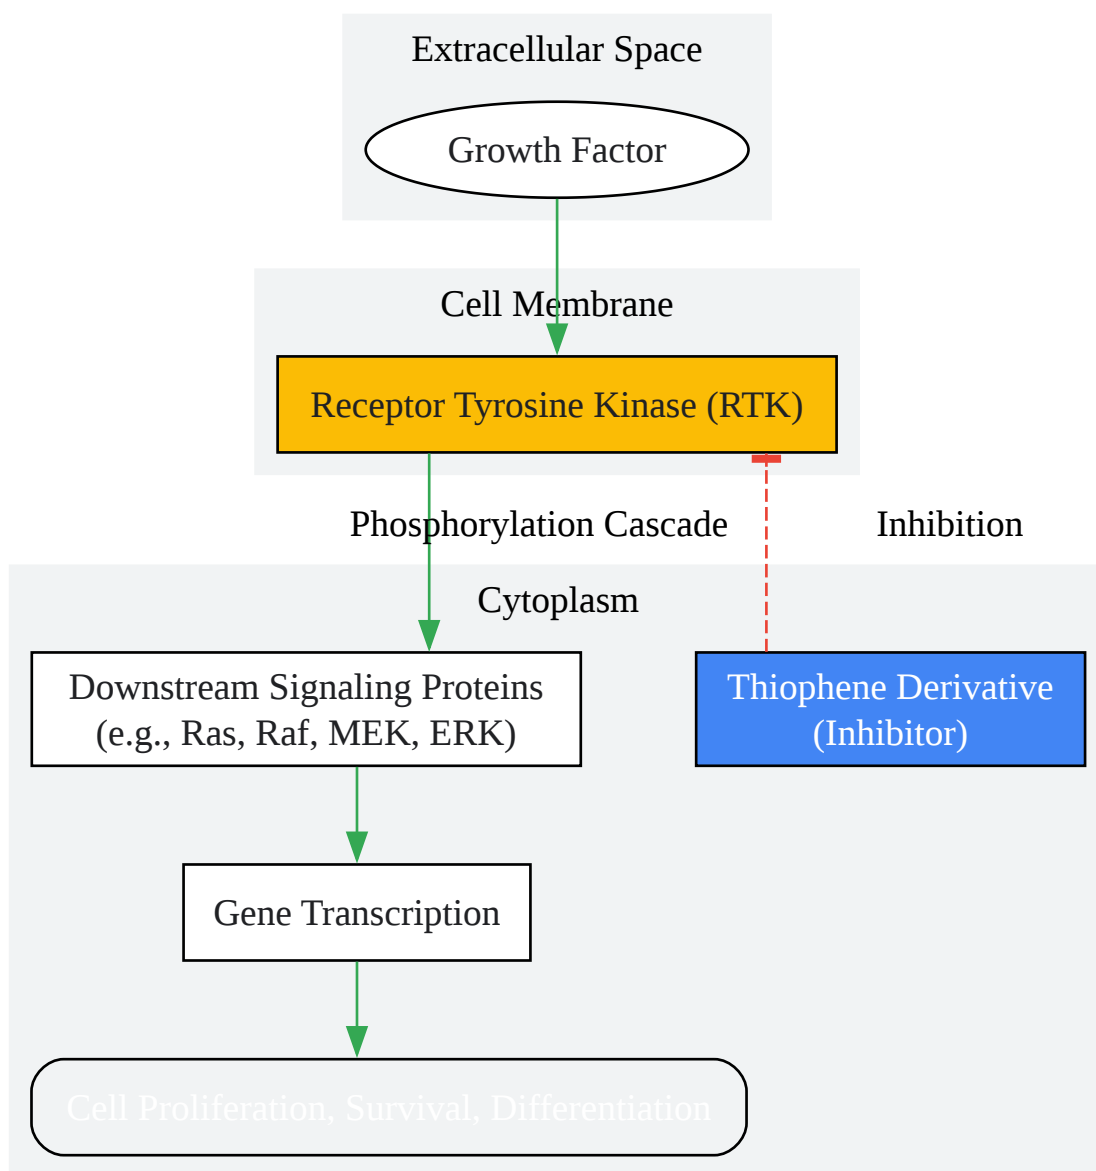 Extracellular Space
Growth Factor
Cell Membrane
Receptor Tyrosine Kinase (RTK)
Phosphorylation Cascade
Inhibition
Cytoplasm
Downstream Signaling Proteins
(e.g., Ras, Raf, MEK, ERK)
Thiophene Derivative
(Inhibitor)
Gene Transcription
Cell Proliferation, Survival, Differentiation